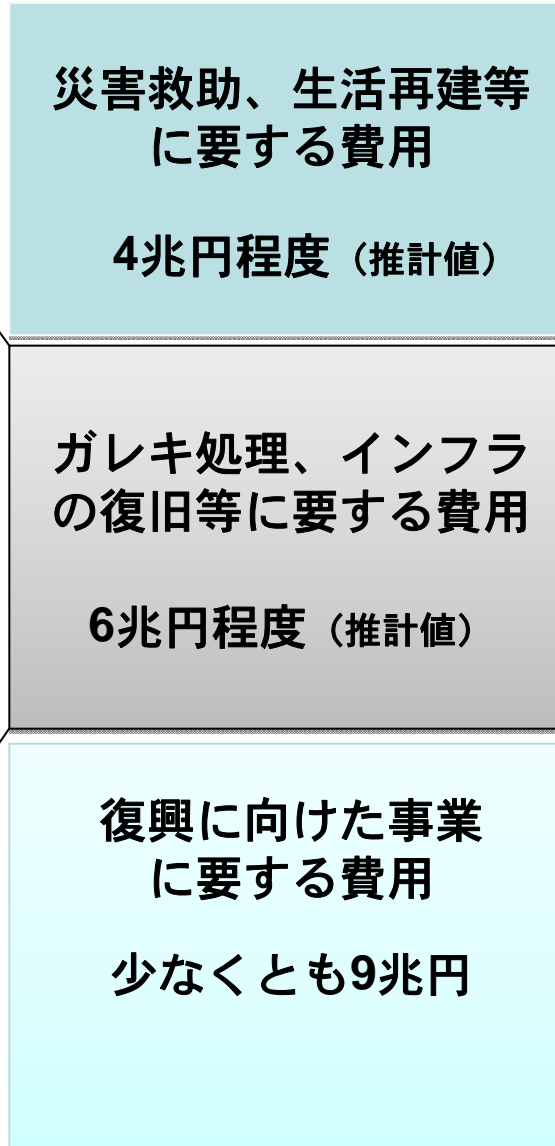 災害救助、生活再建等
に要する費用
4兆円程度（推計値）
ガレキ処理、インフラ
の復旧等に要する費用
6兆円程度（推計値）
復興に向けた事業
に要する費用
少なくとも9兆円